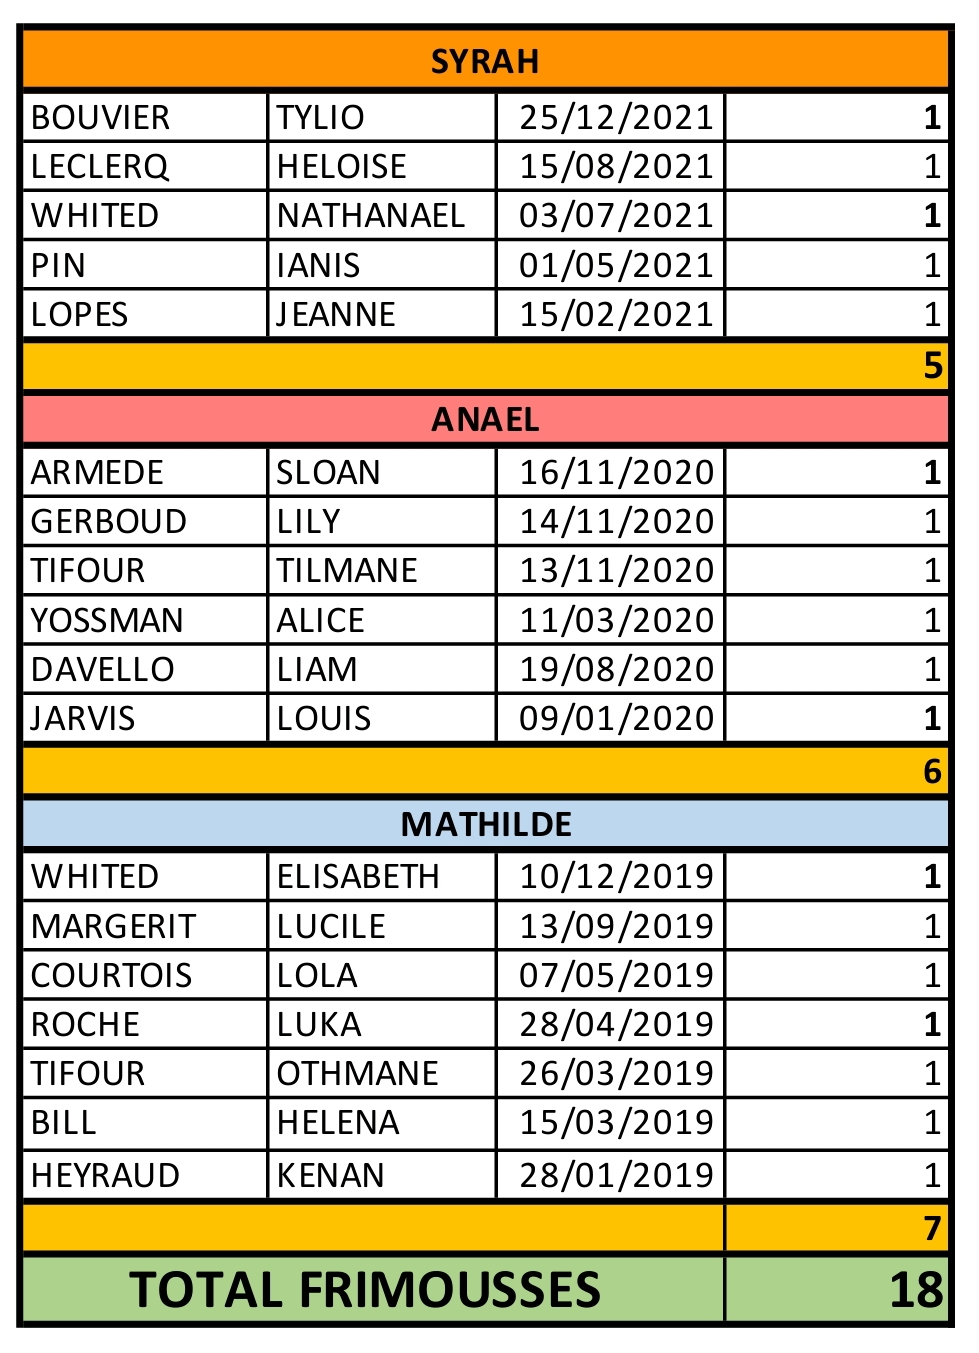 SYRAH
BOUVIER TYLIO 25/12/2021 1
LECLERQ HELOISE 15/08/2021 1
WHITED NATHANAEL 03/07/2021 1
PIN IANIS 01/05/2021 1
LOPES JEANNE 15/02/2021 1
5
ANAEL
ARMEDE SLOAN 16/11/2020 1
GERBOUD LILY 14/11/2020 1
TIFOUR TILMANE 13/11/2020 1
YOSSMAN ALICE 11/03/2020 1
DAVELLO LIAM 19/08/2020 1
JARVIS LOUIS 09/01/2020 1
6
MATHILDE
WHITED ELISABETH 10/12/2019 1
MARGERIT LUCILE 13/09/2019 1
COURTOIS LOLA 07/05/2019 1
ROCHE LUKA 28/04/2019 1
TIFOUR OTHMANE 26/03/2019 1
BILL HELENA 15/03/2019 1
HEYRAUD KENAN 28/01/2019 1
7
TOTAL FRIMOUSSES 18